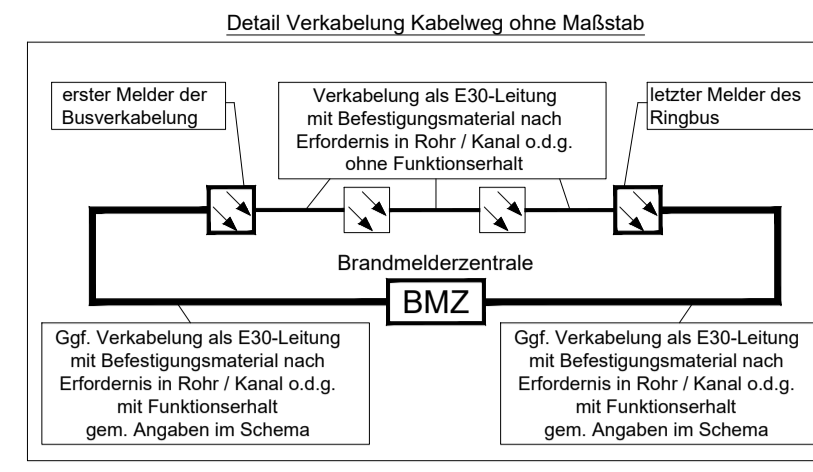 Detail Verkabelung Kabelweg ohne Maßstab
erster Melder der
Busverkabelung
Verkabelung als E30-Leitung
mit Befestigungsmaterial nach
Erfordernis in Rohr / Kanal o.d.g.
ohne Funktionserhalt
letzter Melder des
Ringbus
Brandmelderzentrale
BMZ
Ggf. Verkabelung als E30-Leitung
mit Befestigungsmaterial nach
Erfordernis in Rohr / Kanal o.d.g.
mit Funktionserhalt
gem. Angaben im Schema
Ggf. Verkabelung als E30-Leitung
mit Befestigungsmaterial nach
Erfordernis in Rohr / Kanal o.d.g.
mit Funktionserhalt
gem. Angaben im Schema